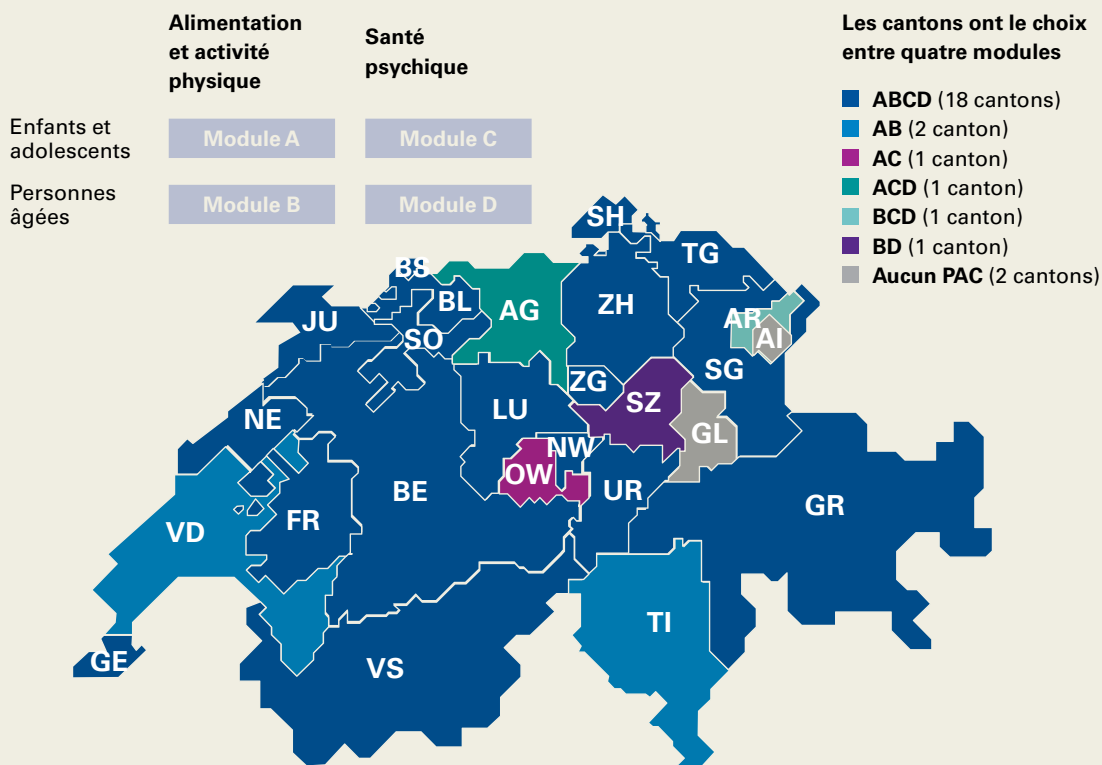 Alimentation
et activité
physique
Santé
psychique
Enfants et
adolescents
Module A
Module C
Personnes
âgées
Module B
Module D
Les cantons ont le choix
entre quatre modules
ABCD (18 cantons)
AB (2 canton)
AC (1 canton)
ACD (1 canton)
BCD (1 canton)
BD (1 canton)
Aucun PAC (2 cantons)
SH
TG
BS
BL
AG
ZH
JU
SO
AR
AI
SG
ZG
SZ
LU
NE
NW
GL
OW
UR
BE
GR
FR
VD
TI
GE
VS